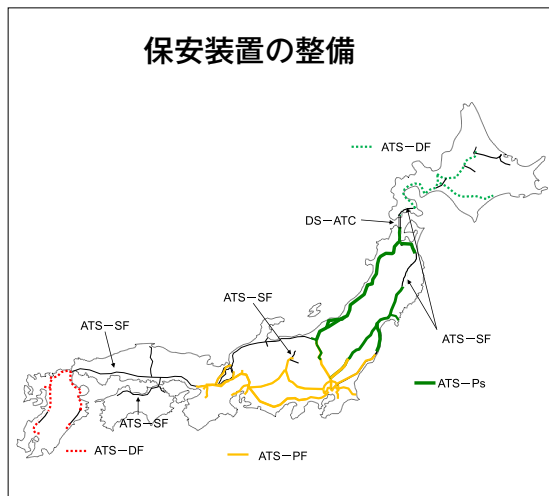 保安装置の整備
ATS−DF
DS−ATC
ATS−SF
ATS−SF
ATS−SF
ATS−Ps
ATS−SF
ATS−DF
ATS−PF